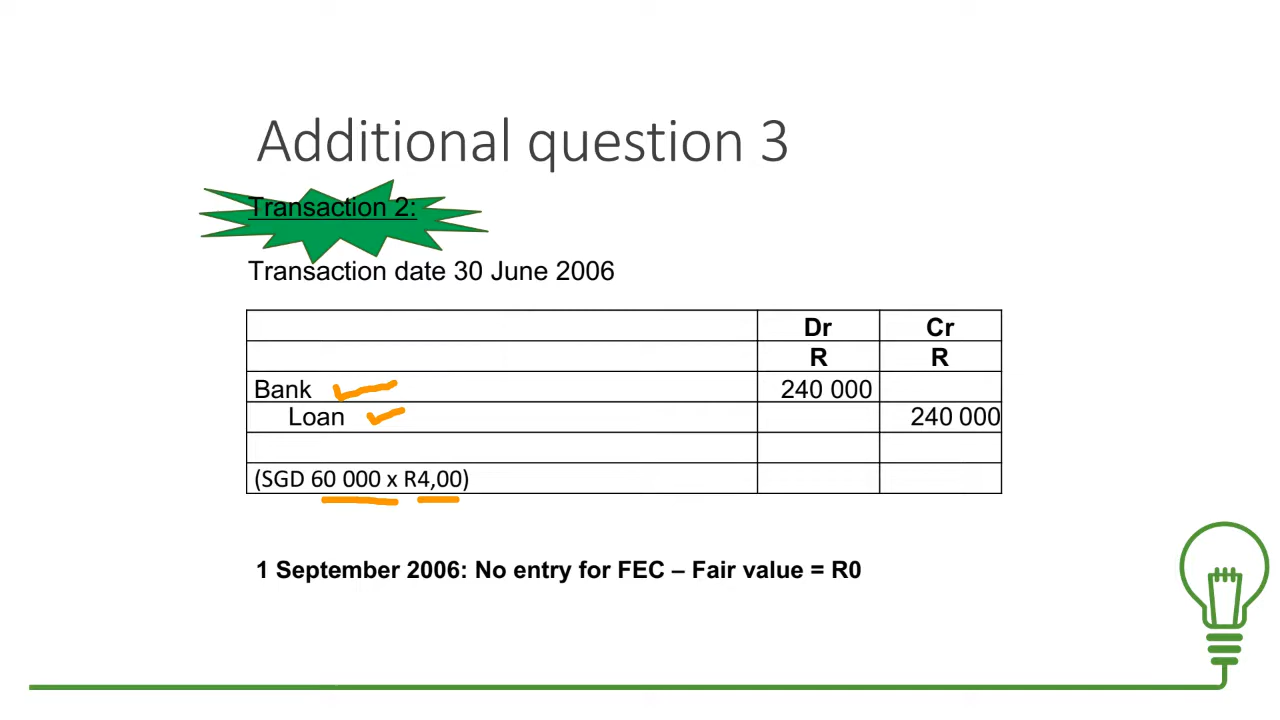 Additional question 3
Transaction 2:
Transaction date 30 June 2006
Dr Cr
R R
Bank 240 000
Loan 240 000
(SGD 60 000 x R4,00)
1 September 2006: No entry for FEC – Fair value = R0